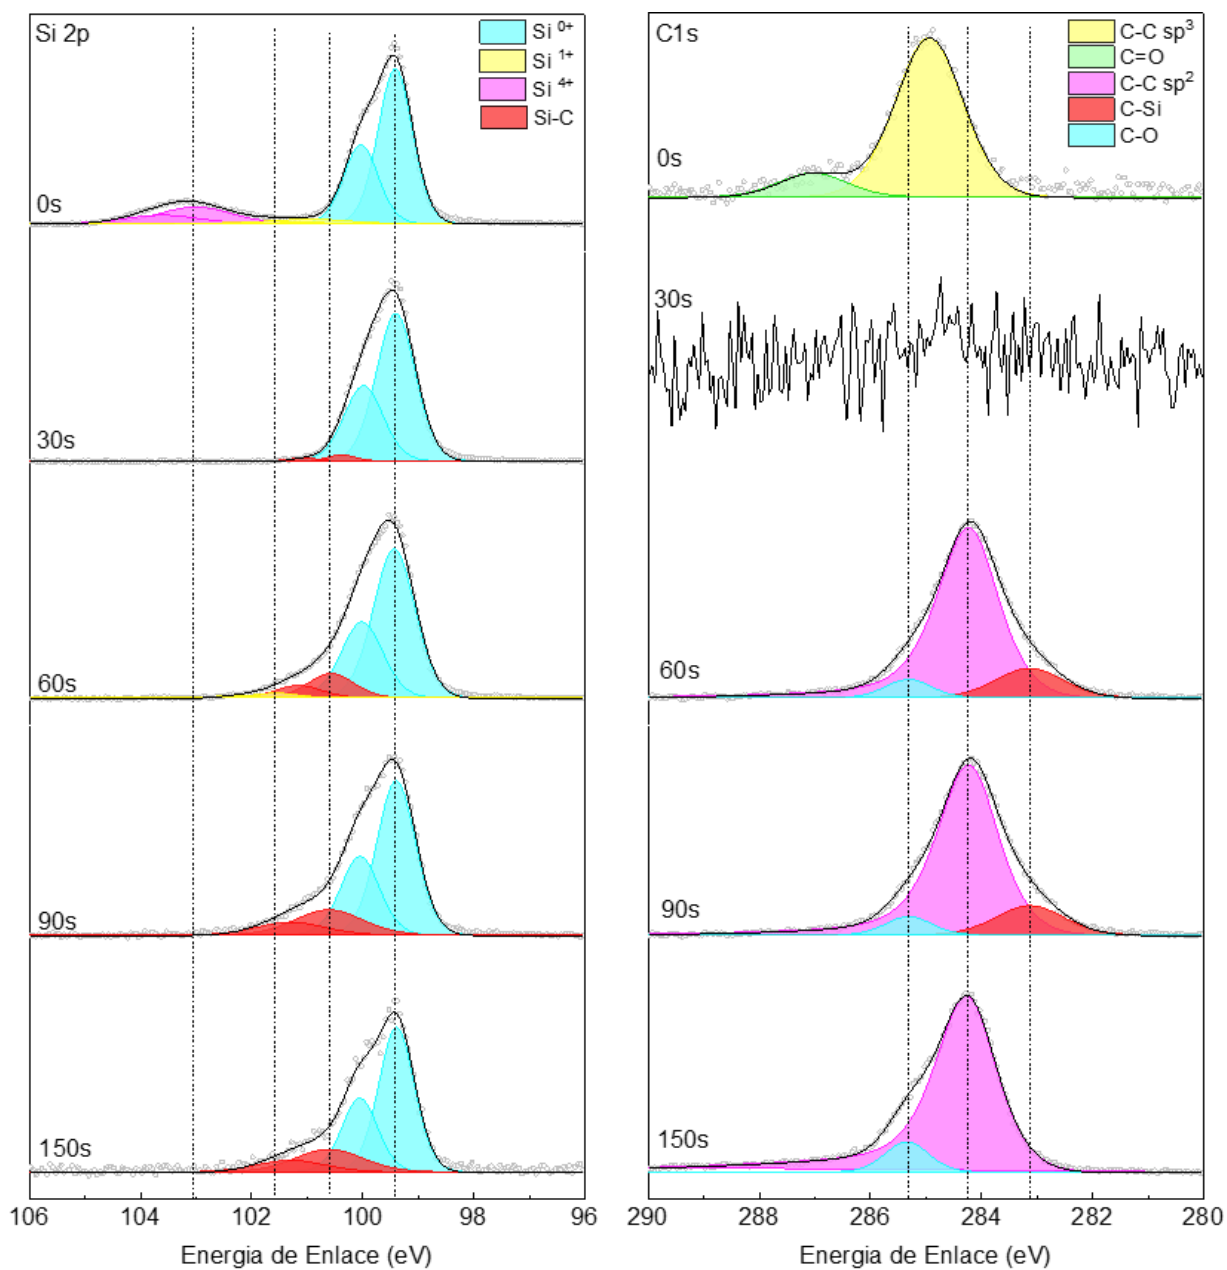 Si 2p
Si 0+
Si 1+
Si 4+
Si-C
0s
30s
60s
90s
150s
106 104 102 100 98 96
Energia de Enlace (eV)
C1s
C-C sp3
C=O
C-C sp2
C-Si
C-O
0s
30s
60s
90s
150s
290 288 286 284 282 280
Energia de Enlace (eV)